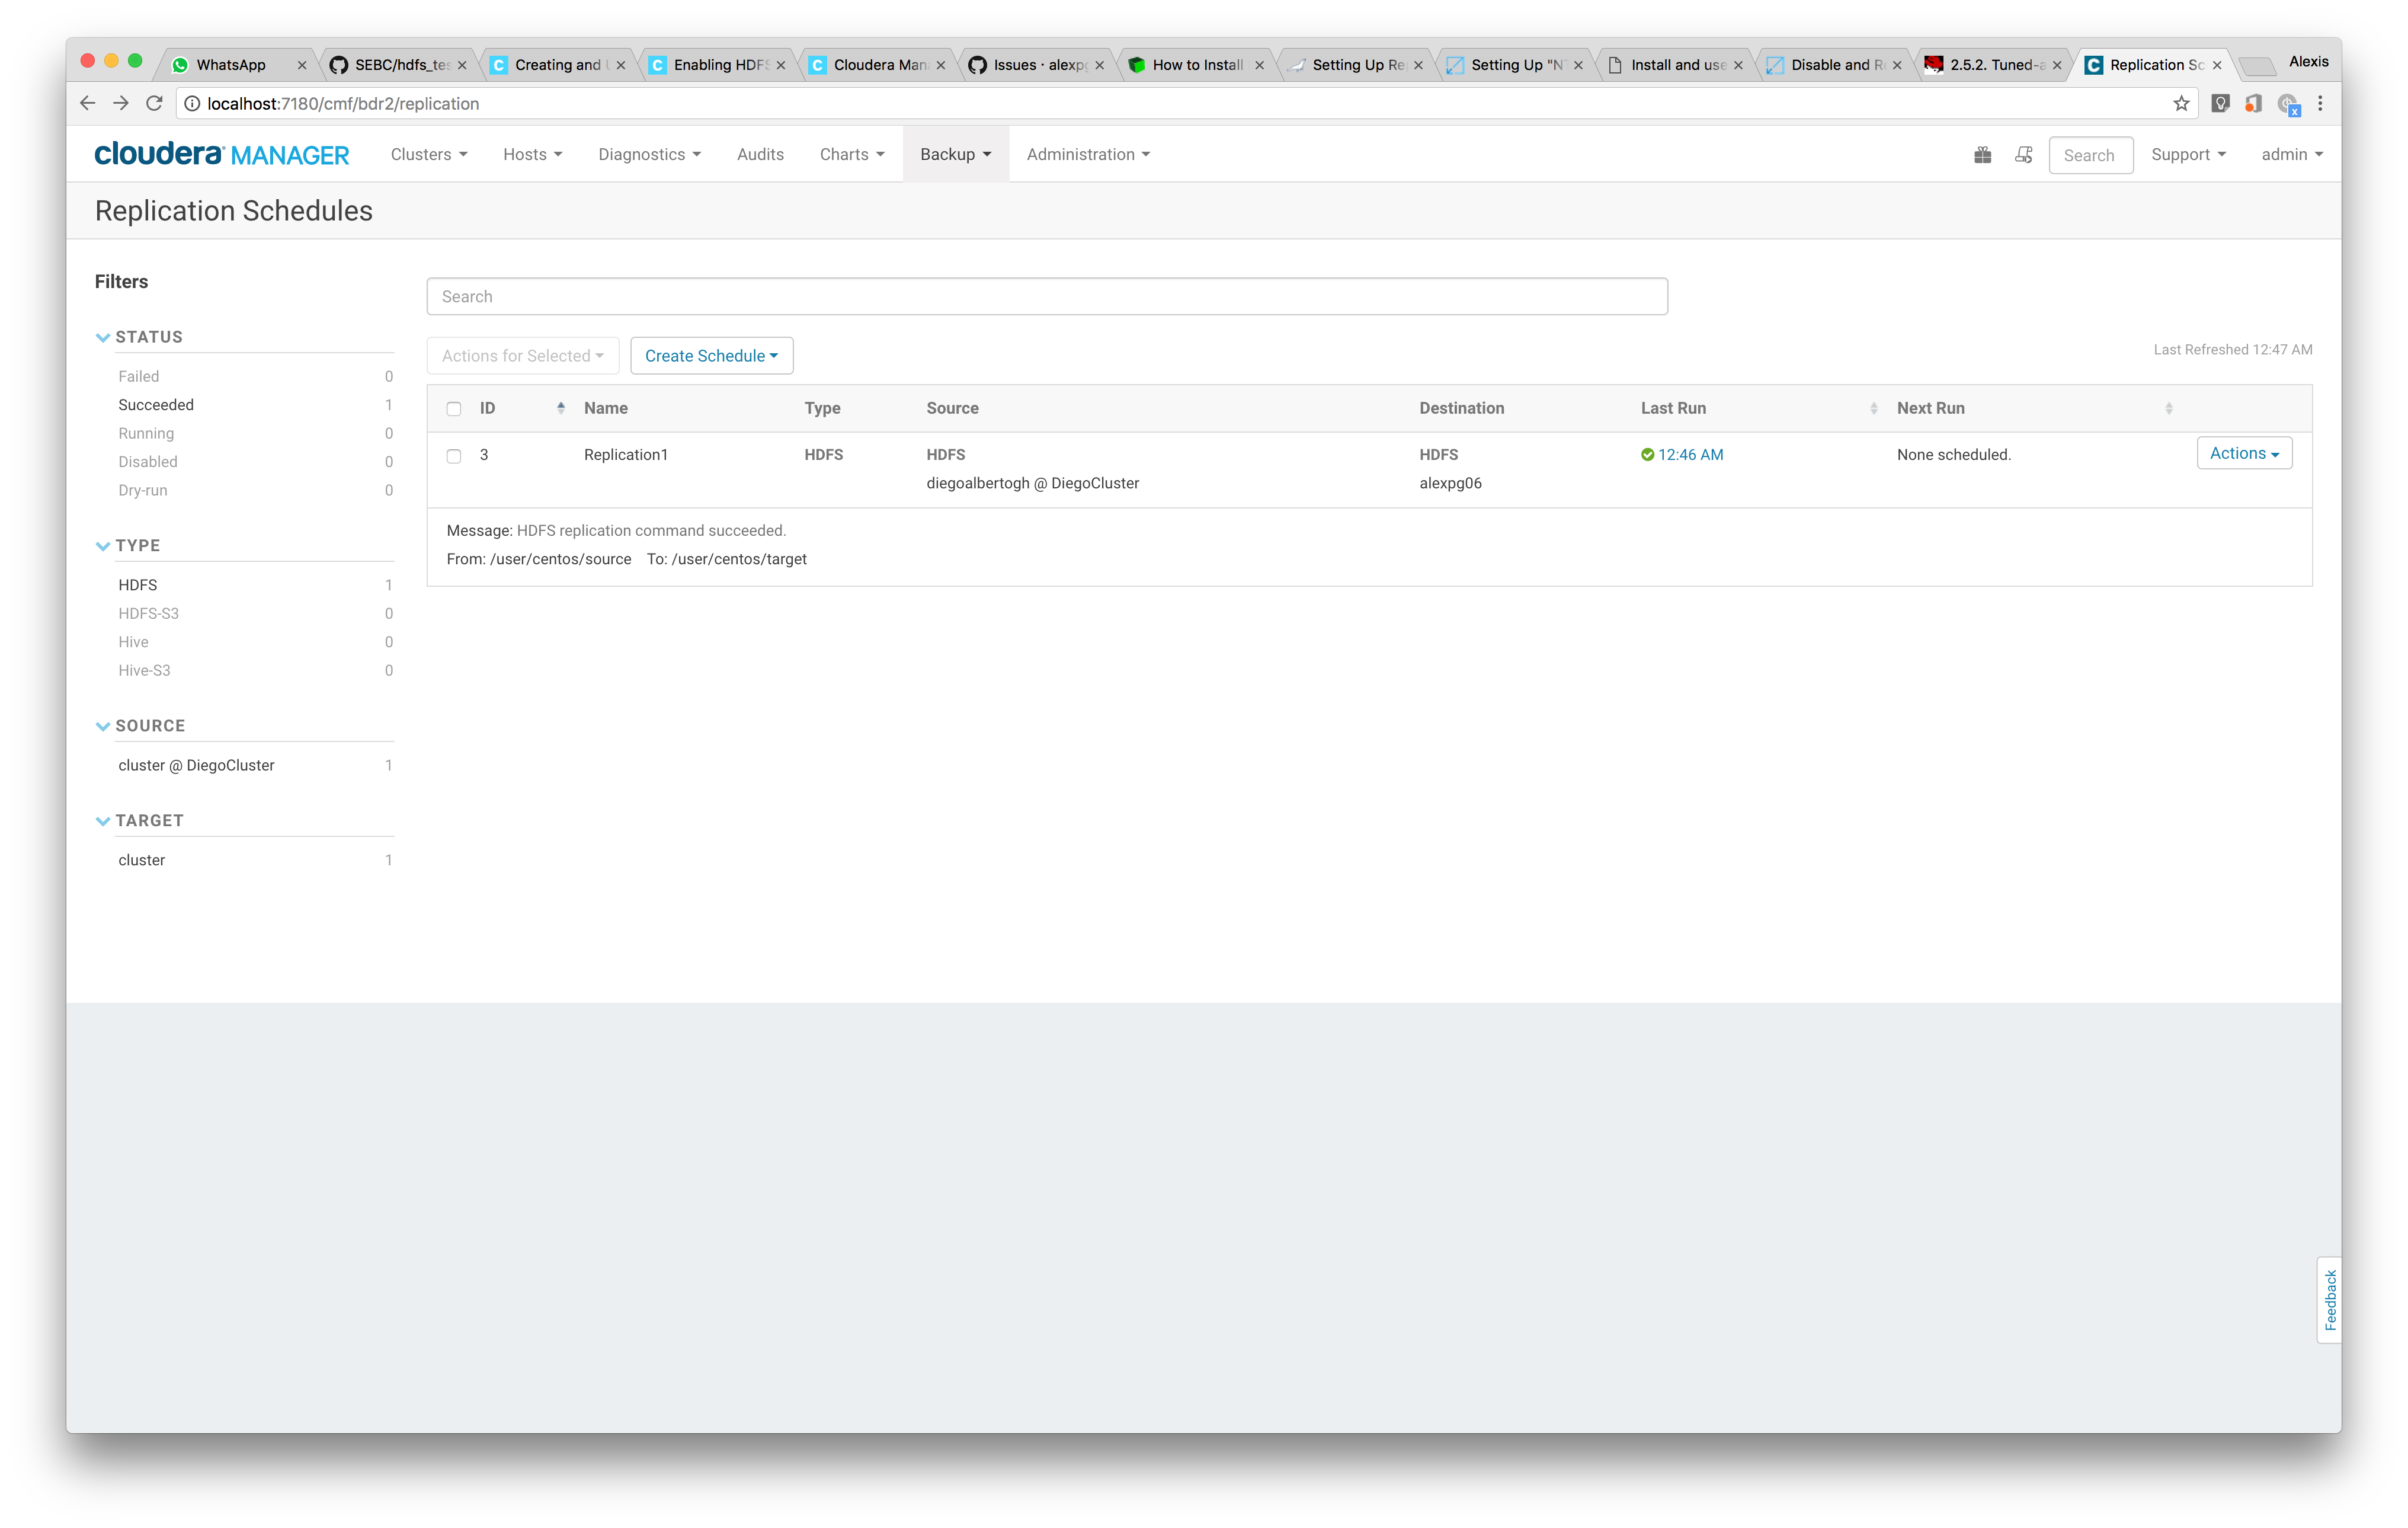 WhatsApp
SEBC/hdfs_tes
Creating and U
Enabling HDFS
Cloudera Man
Issues · alexpg
How to Install
Setting Up Re
Setting Up "N
Install and use
Disable and R
2.5.2. Tuned-a
Replication Sc
Alexis
localhost:7180/cmf/bdr2/replication
cloudera MANAGER
Clusters
Hosts
Diagnostics
Audits
Charts
Backup
Administration
Search
Support
admin
Replication Schedules
Filters
STATUS
Failed 0
Succeeded 1
Running 0
Disabled 0
Dry-run 0
TYPE
HDFS 1
HDFS-S3 0
Hive 0
Hive-S3 0
SOURCE
cluster @ DiegoCluster 1
TARGET
cluster 1
Search
Actions for Selected
Create Schedule
Last Refreshed 12:47 AM
ID Name Type Source Destination Last Run Next Run
3 Replication1 HDFS HDFS HDFS 12:46 AM None scheduled. Actions
diegoalbertogh @ DiegoCluster alexpg06
Message: HDFS replication command succeeded.
From: /user/centos/source To: /user/centos/target
Feedback